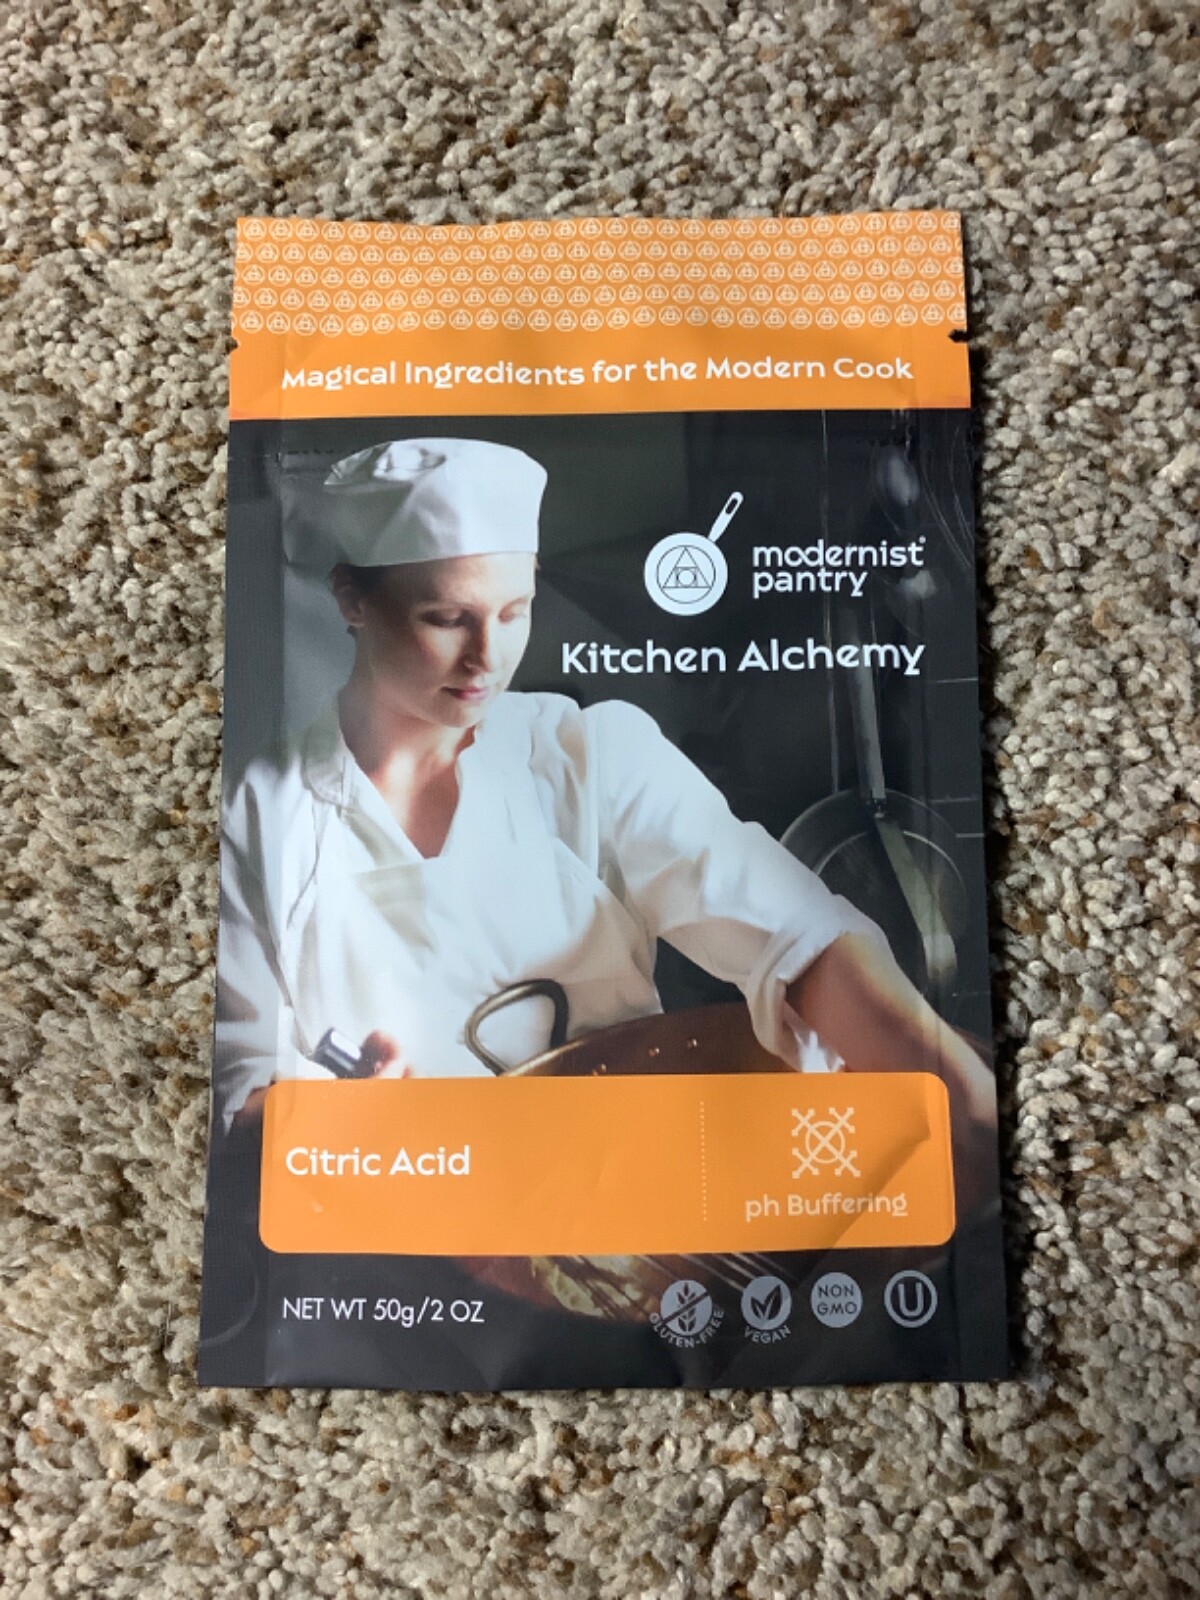 Magical Ingredients for the Modern Cook
modernist®
pantry
Kitchen Alchemy
Citric Acid
ph Buffering
NET WT 50g/2 OZ
GLUTEN-FREE
VEGAN
NON
GMO
U